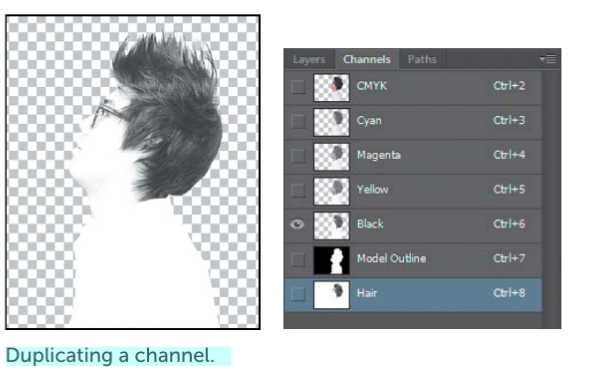 Layers Channels Paths
CMYK Ctrl+2
Cyan Ctrl+3
Magenta Ctrl+4
Yellow Ctrl+5
Black Ctrl+6
Model Outline Ctrl+7
Hair Ctrl+8
Duplicating a channel.